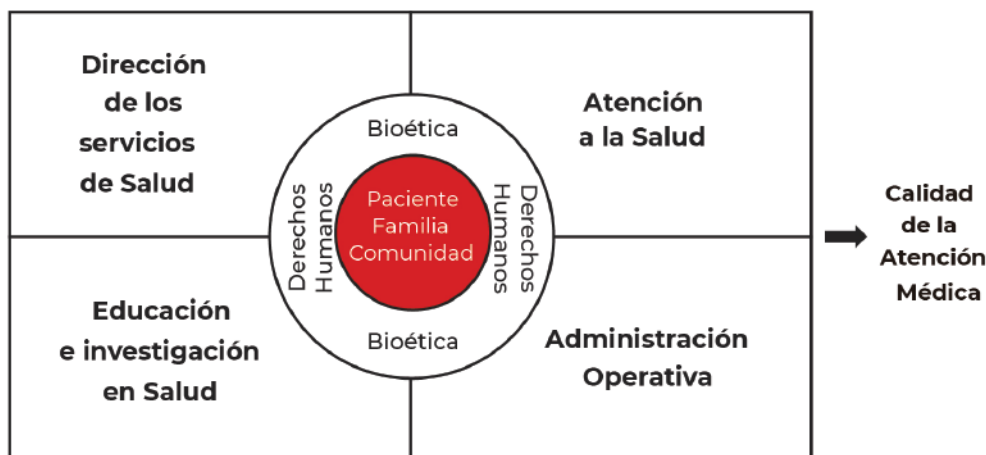 Dirección
de los
servicios
de Salud
Atención
a la Salud
Bioética
Derechos
Humanos
Paciente
Familia
Comunidad
Derechos
Humanos
Bioética
Educación
e investigación
en Salud
Administración
Operativa
Calidad
de la
Atención
Médica